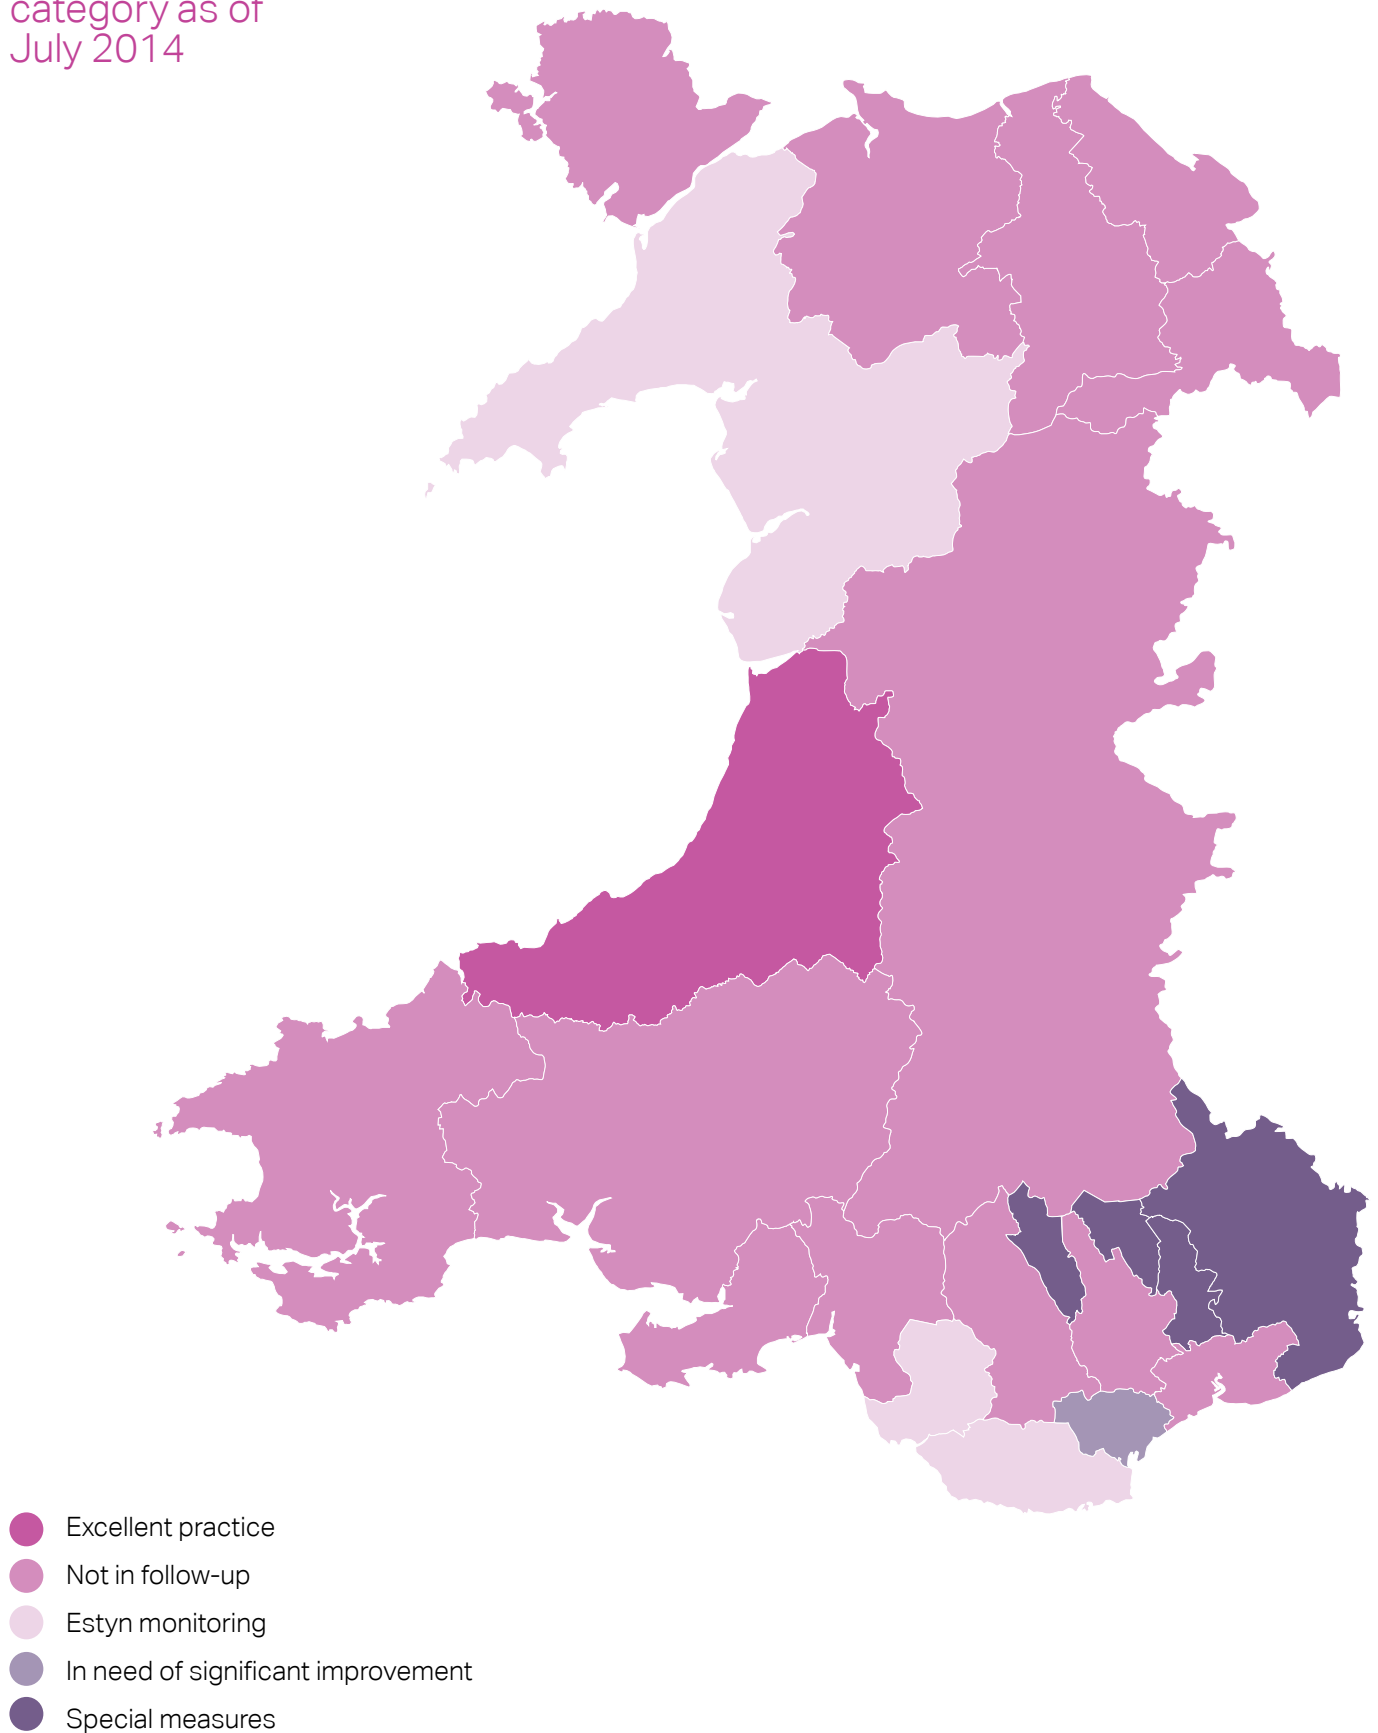 category as of
July 2014
Excellent practice
Not in follow-up
Estyn monitoring
In need of significant improvement
Special measures